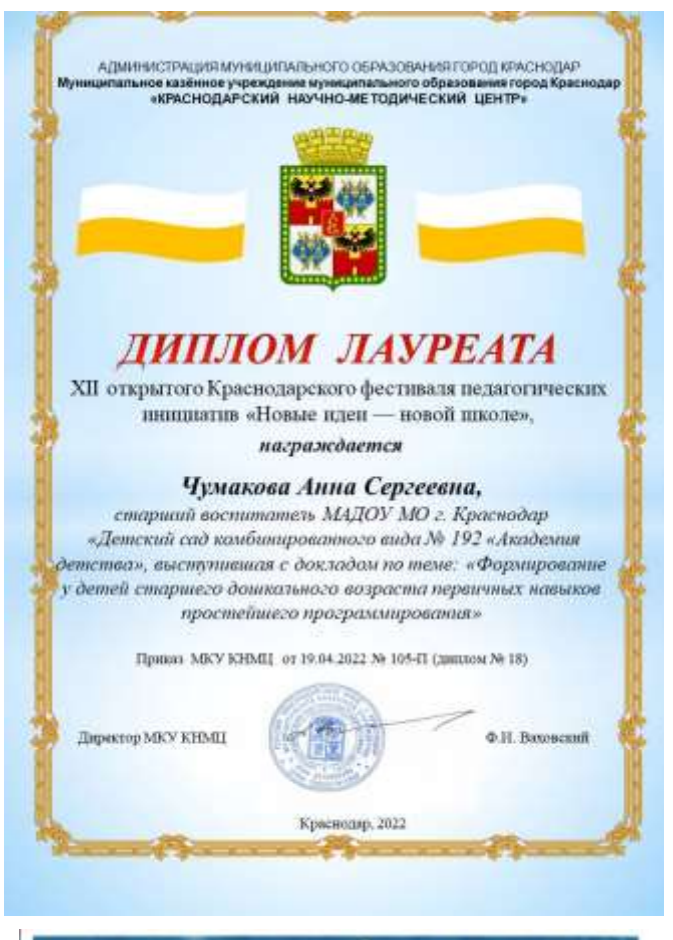 АДМИНИСТРАЦИЯ МУНИЦИПАЛЬНОГО ОБРАЗОВАНИЯ ГОРОД КРАСНОДАР
Муниципальное казённое учреждение муниципального образования город Краснодар
«КРАСНОДАРСКИЙ НАУЧНО-МЕТОДИЧЕСКИЙ ЦЕНТР»
ДИПЛОМ ЛАУРЕАТА
XII открытого Краснодарского фестиваля педагогических
инициатив «Новые идеи — новой школе»,
награждается
Чумакова Анна Сергеевна,
старший воспитатель МАДОУ МО г. Краснодар
«Детский сад комбинированного вида № 192 «Академия
детства», выступившая с докладом по теме: «Формирование
у детей старшего дошкального возраста первичных навыков
простейшего программирования»
Приказ МКУ КНМЦ от 19.04.2022 № 105-П (диплом № 18)
Директор МКУ КНМЦ
Ф.И. Ваховский
Краснодар, 2022